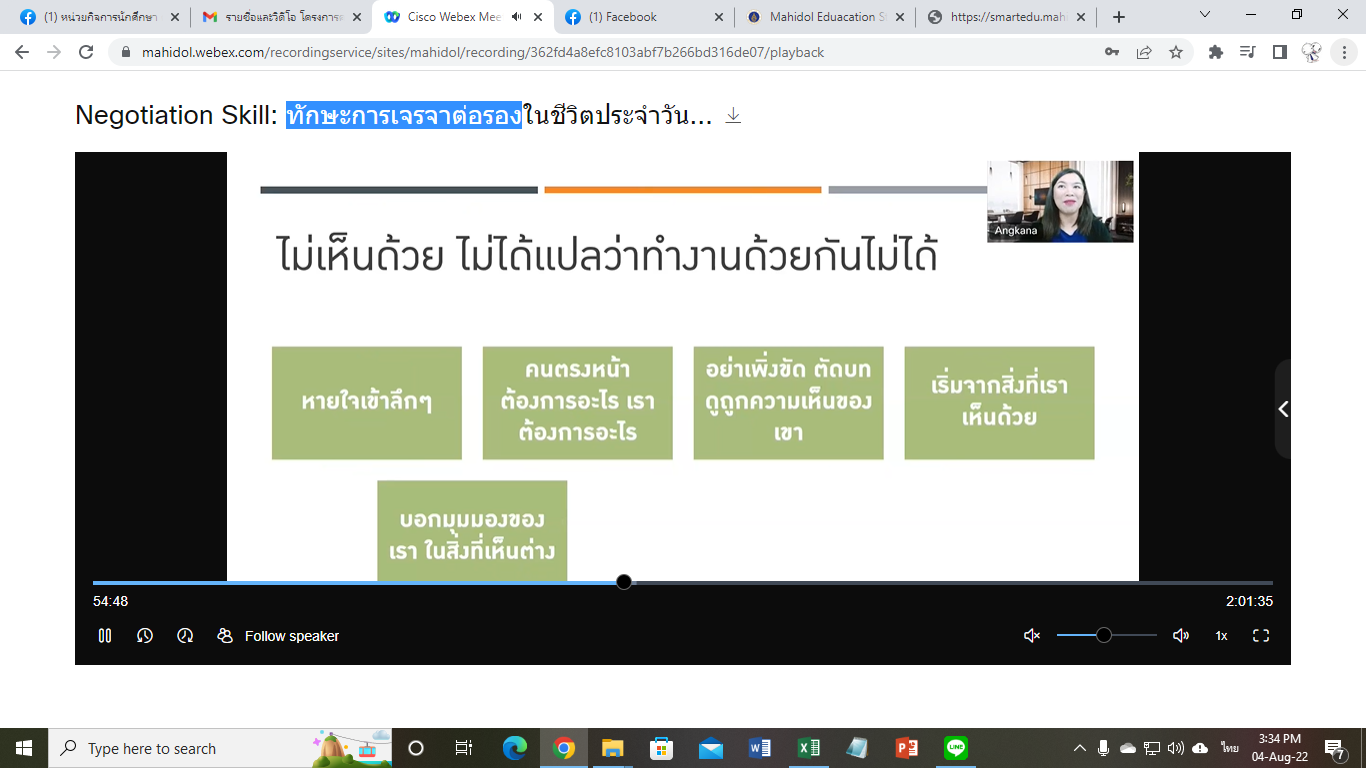 (1) หน่วยกิจการนักศึกษา
รายชื่อและวิดีโอ โครงการ
Cisco Webex Mee
(1) Facebook
Mahidol Eduacation S
https://smartedu.mah
mahidol.webex.com/recordingservice/sites/mahidol/recording/362fd4a8efc8103abf7b266bd316de07/playback
Negotiation Skill: ทักษะการเจรจาต่อรองในชีวิตประจำวัน...
Angkana
ไม่เห็นด้วย ไม่ได้แปลว่าทำงานด้วยกันไม่ได้
หายใจเข้าลึกๆ
คนตรงหน้า
ต้องการอะไร เรา
ต้องการอะไร
อย่าเพิ่งขัด ตัดบท
ดูถูกความเห็นของ
เขา
เริ่มจากสิ่งที่เรา
เห็นด้วย
บอกมุมมองของ
เรา ในสิ่งที่เห็นต่าง
54:48
2:01:35
Follow speaker
1x
Type here to search
LINE
ไทย
3:34 PM
04-Aug-22
7